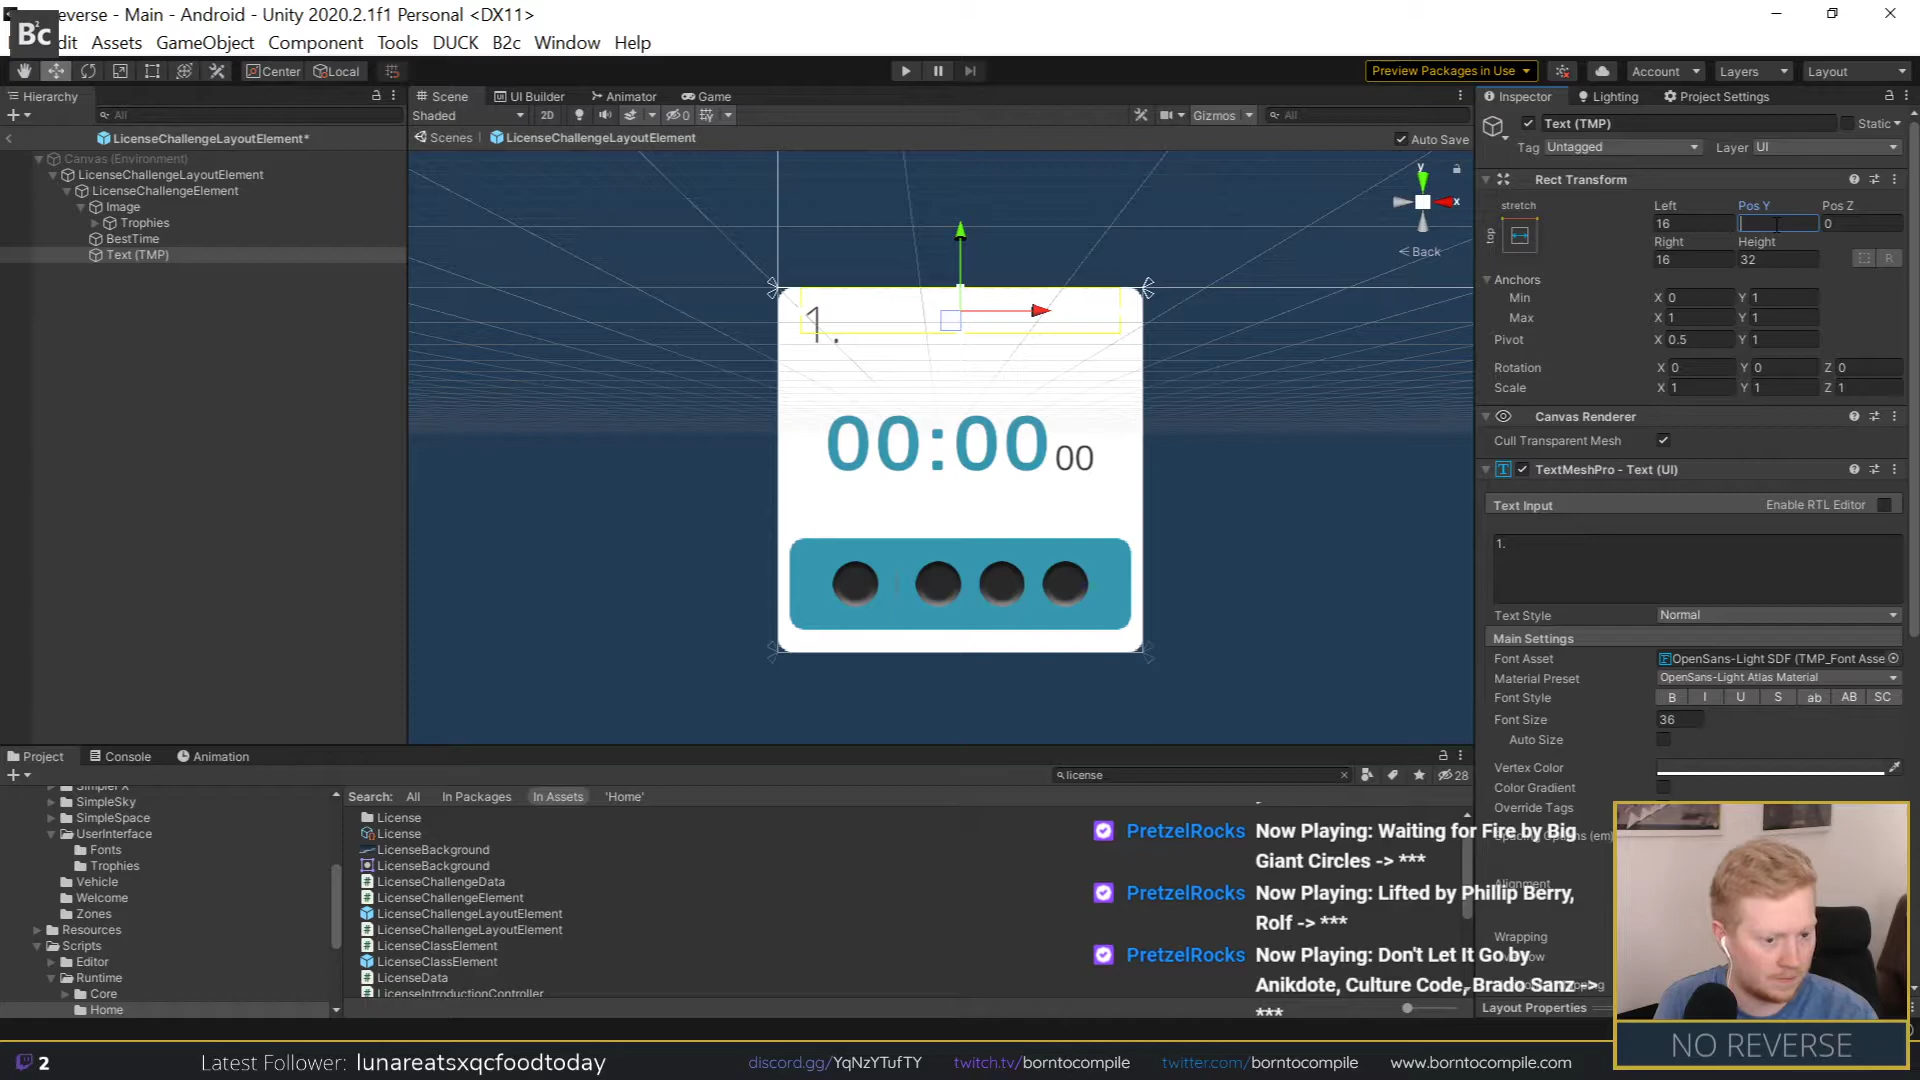 everse - Main - Android - Unity 2020.2.1f1 Personal <DX11>
Bc2
dit Assets GameObject Component Tools DUCK B2c Window Help
Center Local
Preview Packages in Use Account Layers Layout
Hierarchy
All
LicenseChallengeLayoutElement*
Canvas (Environment)
LicenseChallengeLayoutElement
LicenseChallengeElement
Image
Trophies
BestTime
Text (TMP)
Scene UI Builder Animator Game
Shaded 2D 0 Gizmos All
Scenes LicenseChallengeLayoutElement Auto Save
y
x
< Back
1.
00:00 00
Inspector Lighting Project Settings
Text (TMP) Static
Tag Untagged Layer UI
Rect Transform
stretch Left Pos Y Pos Z
top 16 0
Right Height
16 32 R
Anchors
Min X 0 Y 1
Max X 1 Y 1
Pivot X 0.5 Y 1
Rotation X 0 Y 0 Z 0
Scale X 1 Y 1 Z 1
Canvas Renderer
Cull Transparent Mesh
TextMeshPro - Text (UI)
Text Input Enable RTL Editor
1.
Text Style Normal
Main Settings
Font Asset OpenSans-Light SDF (TMP_Font Asse
Material Preset OpenSans-Light Atlas Material
Font Style B I U S ab AB SC
Font Size 36
Auto Size
Vertex Color
Color Gradient
Override Tags
Spacing Options (em)
Alignment
Wrapping
Layout Properties
Project Console Animation
license 28
Search: All In Packages In Assets 'Home'
SimpleSky
SimpleSpace
UserInterface
Fonts
Trophies
Vehicle
Welcome
Zones
Resources
Scripts
Editor
Runtime
Core
Home
License
License
LicenseBackground
LicenseBackground
LicenseChallengeData
LicenseChallengeElement
LicenseChallengeLayoutElement
LicenseChallengeLayoutElement
LicenseClassElement
LicenseClassElement
LicenseData
LicenseIntroductionController
PretzelRocks Now Playing: Waiting for Fire by Big
Giant Circles -> ***
PretzelRocks Now Playing: Lifted by Phillip Berry,
Rolf -> ***
PretzelRocks Now Playing: Don't Let It Go by
Anikdote, Culture Code, Brado Sanz ->
***
NO REVERSE
2 Latest Follower: lunareatsxqcfoodtoday discord.gg/YqNzYTufTY twitch.tv/borntocompile twitter.com/borntocompile www.borntocompile.com